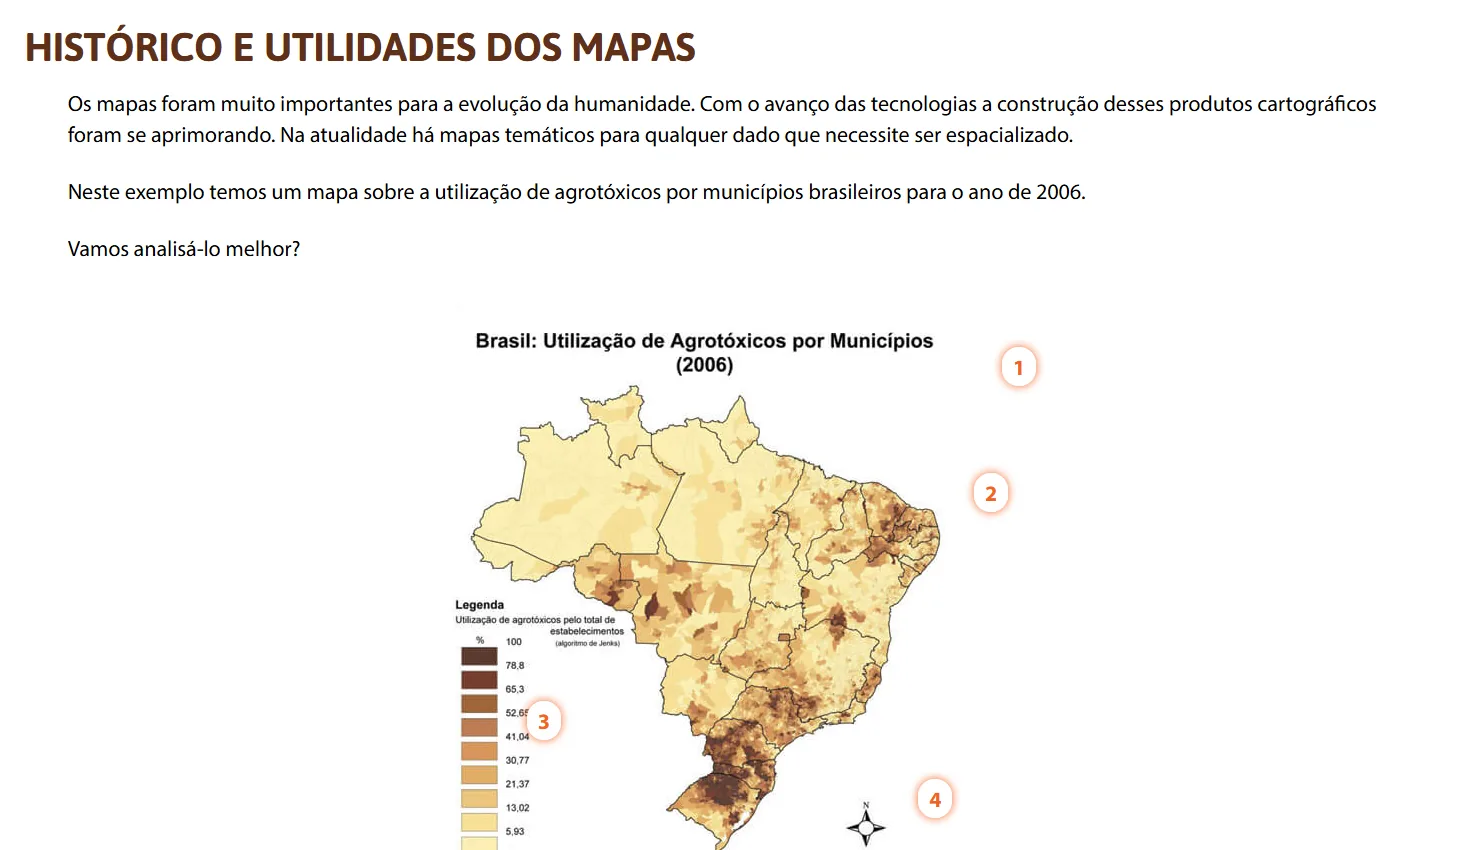 HISTÓRICO E UTILIDADES DOS MAPAS
Os mapas foram muito importantes para a evolução da humanidade. Com o avanço das tecnologias a construção desses produtos cartográficos
foram se aprimorando. Na atualidade há mapas temáticos para qualquer dado que necessite ser espacializado.
Neste exemplo temos um mapa sobre a utilização de agrotóxicos por municípios brasileiros para o ano de 2006.
Vamos analisá-lo melhor?
Brasil: Utilização de Agrotóxicos por Municípios
(2006)
1
2
Legenda
Utilização de agrotóxicos pelo total de
estabelecimentos
(algoritmo de Jenks)
%
100
78,8
65,3
52,65
3
41,04
30,77
21,37
13,02
5,93
4
N